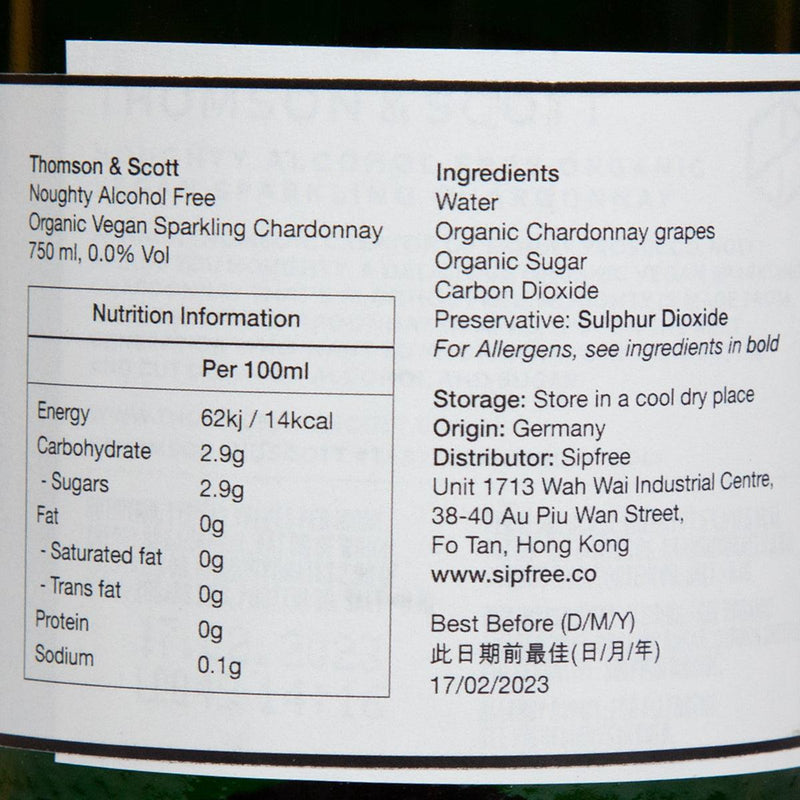 Thomson & Scott
Noughty Alcohol Free
Organic Vegan Sparkling Chardonnay
750 ml, 0.0% Vol
Nutrition Information
Per 100ml
Energy 62kj / 14kcal
Carbohydrate 2.9g
- Sugars 2.9g
Fat 0g
- Saturated fat 0g
- Trans fat 0g
Protein 0g
Sodium 0.1g
Ingredients
Water
Organic Chardonnay grapes
Organic Sugar
Carbon Dioxide
Preservative: Sulphur Dioxide
For Allergens, see ingredients in bold
Storage: Store in a cool dry place
Origin: Germany
Distributor: Sipfree
Unit 1713 Wah Wai Industrial Centre,
38-40 Au Piu Wan Street,
Fo Tan, Hong Kong
www.sipfree.co
Best Before (D/M/Y)
此日期前最佳(日/月/年)
17/02/2023